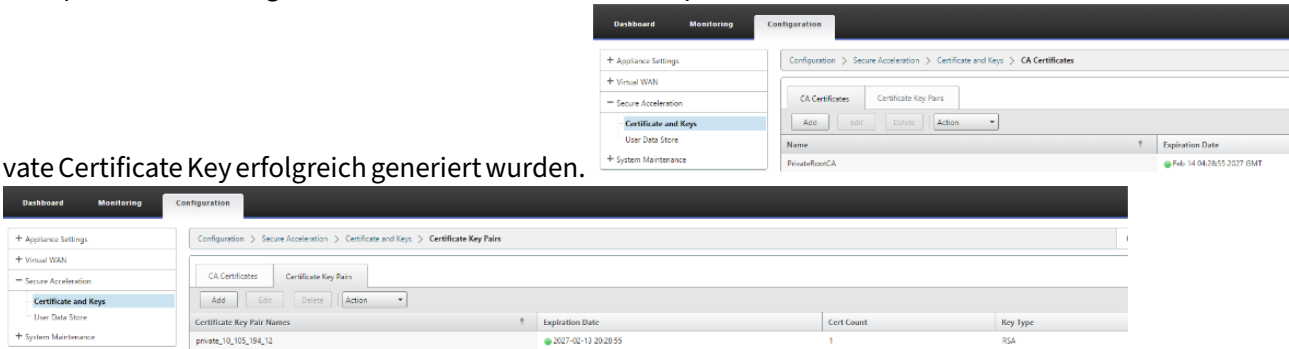 Dashboard Monitoring Configuration
+ Appliance Settings
+ Virtual WAN
− Secure Acceleration
Certificate and Keys
User Data Store
+ System Maintenance
Configuration > Secure Acceleration > Certificate and Keys > CA Certificates
CA Certificates Certificate Key Pairs
Add Edit Delete Action
Name Expiration Date
PrivateRootCA Feb 14 04:28:55 2027 GMT
vate Certificate Key erfolgreich generiert wurden.
Dashboard Monitoring Configuration
+ Appliance Settings
+ Virtual WAN
− Secure Acceleration
Certificate and Keys
User Data Store
+ System Maintenance
Configuration > Secure Acceleration > Certificate and Keys > Certificate Key Pairs
CA Certificates Certificate Key Pairs
Add Edit Delete Action
Certificate Key Pair Names Expiration Date Cert Count Key Type
private_10_105_194_12 2027-02-13 20:28:55 1 RSA